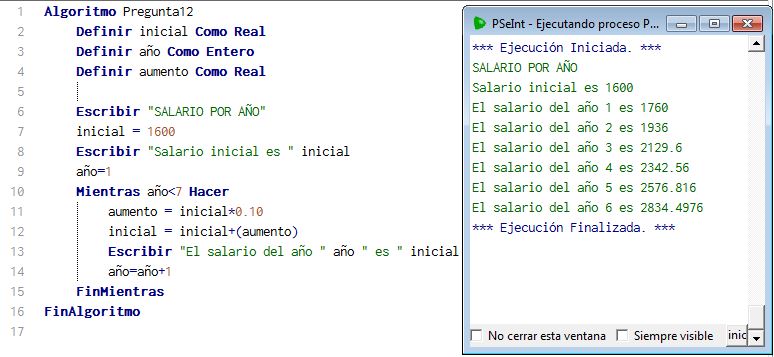 1 Algoritmo Pregunta12
2 Definir inicial Como Real
3 Definir año Como Entero
4 Definir aumento Como Real
5
6 Escribir "SALARIO POR AÑO"
7 inicial = 1600
8 Escribir "Salario inicial es " inicial
9 año=1
10 Mientras año<7 Hacer
11 aumento = inicial*0.10
12 inicial = inicial+(aumento)
13 Escribir "El salario del año " año " es " inicial
14 año=año+1
15 FinMientras
16 FinAlgoritmo
17
PSeInt - Ejecutando proceso P...
*** Ejecución Iniciada. ***
SALARIO POR AÑO
Salario inicial es 1600
El salario del año 1 es 1760
El salario del año 2 es 1936
El salario del año 3 es 2129.6
El salario del año 4 es 2342.56
El salario del año 5 es 2576.816
El salario del año 6 es 2834.4976
*** Ejecución Finalizada. ***
No cerrar esta ventana Siempre visible inic